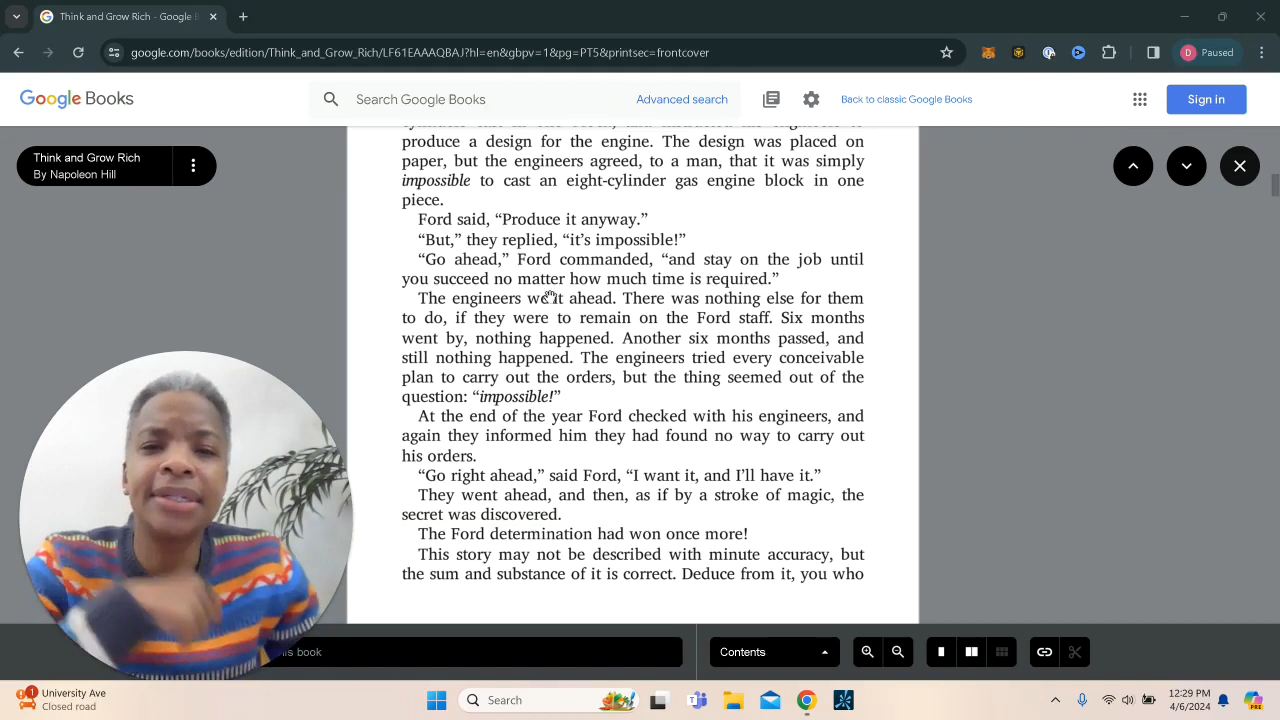 Think and Grow Rich - Google B
google.com/books/edition/Think_and_Grow_Rich/LF61EAAAQBAJ?hl=en&gbpv=1&pg=PT5&printsec=frontcover
D Paused
Google Books
Search Google Books
Advanced search
Back to classic Google Books
Sign in
Think and Grow Rich
By Napoleon Hill
produce a design for the engine. The design was placed on
paper, but the engineers agreed, to a man, that it was simply
impossible to cast an eight-cylinder gas engine block in one
piece.
Ford said, “Produce it anyway.”
“But,” they replied, “it’s impossible!”
“Go ahead,” Ford commanded, “and stay on the job until
you succeed no matter how much time is required.”
The engineers went ahead. There was nothing else for them
to do, if they were to remain on the Ford staff. Six months
went by, nothing happened. Another six months passed, and
still nothing happened. The engineers tried every conceivable
plan to carry out the orders, but the thing seemed out of the
question: “impossible!”
At the end of the year Ford checked with his engineers, and
again they informed him they had found no way to carry out
his orders.
“Go right ahead,” said Ford, “I want it, and I’ll have it.”
They went ahead, and then, as if by a stroke of magic, the
secret was discovered.
The Ford determination had won once more!
This story may not be described with minute accuracy, but
the sum and substance of it is correct. Deduce from it, you who
his book
Contents
University Ave
Closed road
1
Search
12:29 PM
4/6/2024
PRE